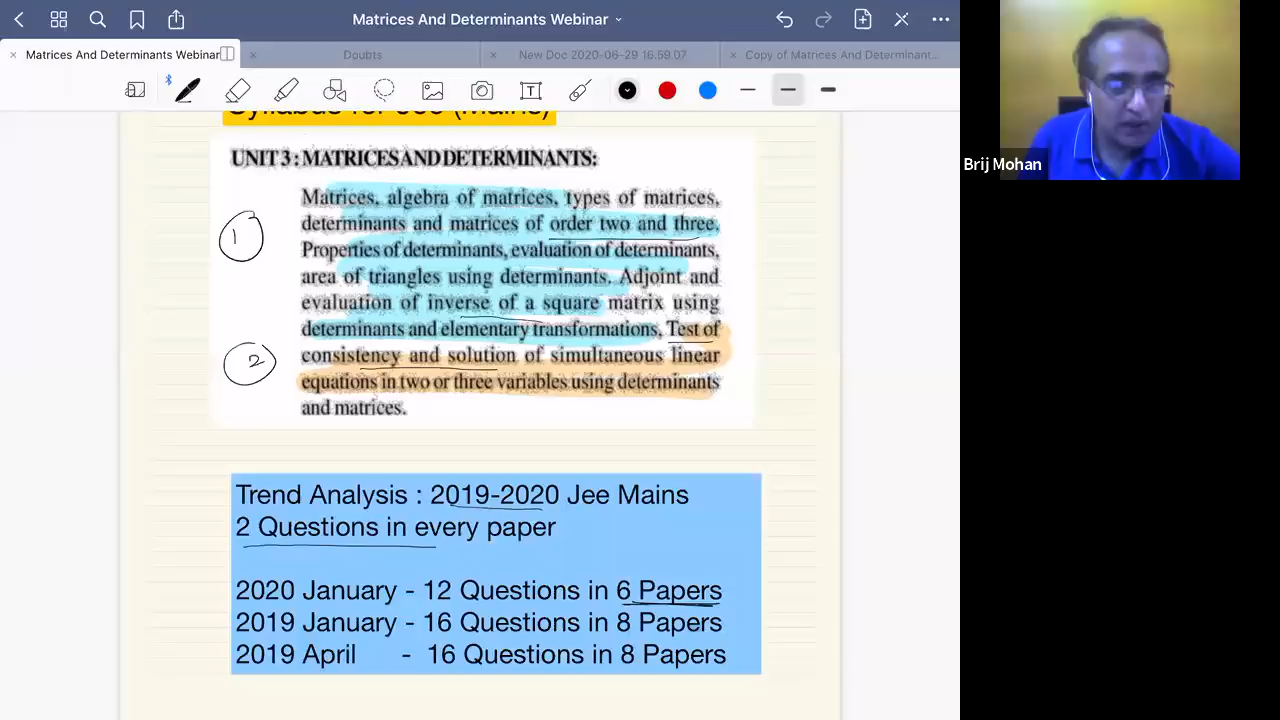 Matrices And Determinants Webinar
Matrices And Determinants Webinar
Doubts
New Doc 2020-06-29 16.59.07
Copy of Matrices And Determinant...
T
Brij Mohan
Syllabus for Jee (Mains)
UNIT 3 : MATRICES AND DETERMINANTS:
Matrices, algebra of matrices, types of matrices,
determinants and matrices of order two and three.
1
Properties of determinants, evaluation of determinants,
area of triangles using determinants. Adjoint and
evaluation of inverse of a square matrix using
determinants and elementary transformations, Test of
2
consistency and solution of simultaneous linear
equations in two or three variables using determinants
and matrices.
Trend Analysis : 2019-2020 Jee Mains
2 Questions in every paper
2020 January - 12 Questions in 6 Papers
2019 January - 16 Questions in 8 Papers
2019 April - 16 Questions in 8 Papers